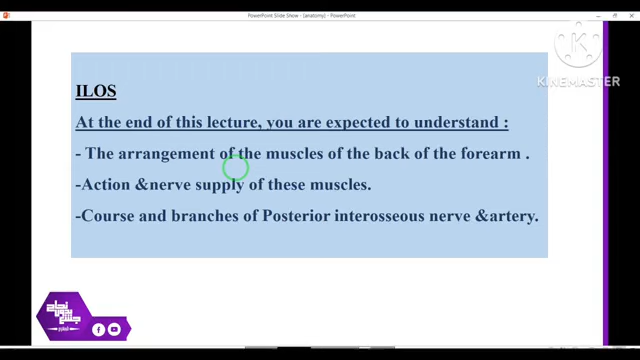 PowerPoint Slide Show - [anatomy] - PowerPoint
K
KINEMASTER
ILOS
At the end of this lecture, you are expected to understand :
- The arrangement of the muscles of the back of the forearm .
-Action &nerve supply of these muscles.
-Course and branches of Posterior interosseous nerve &artery.